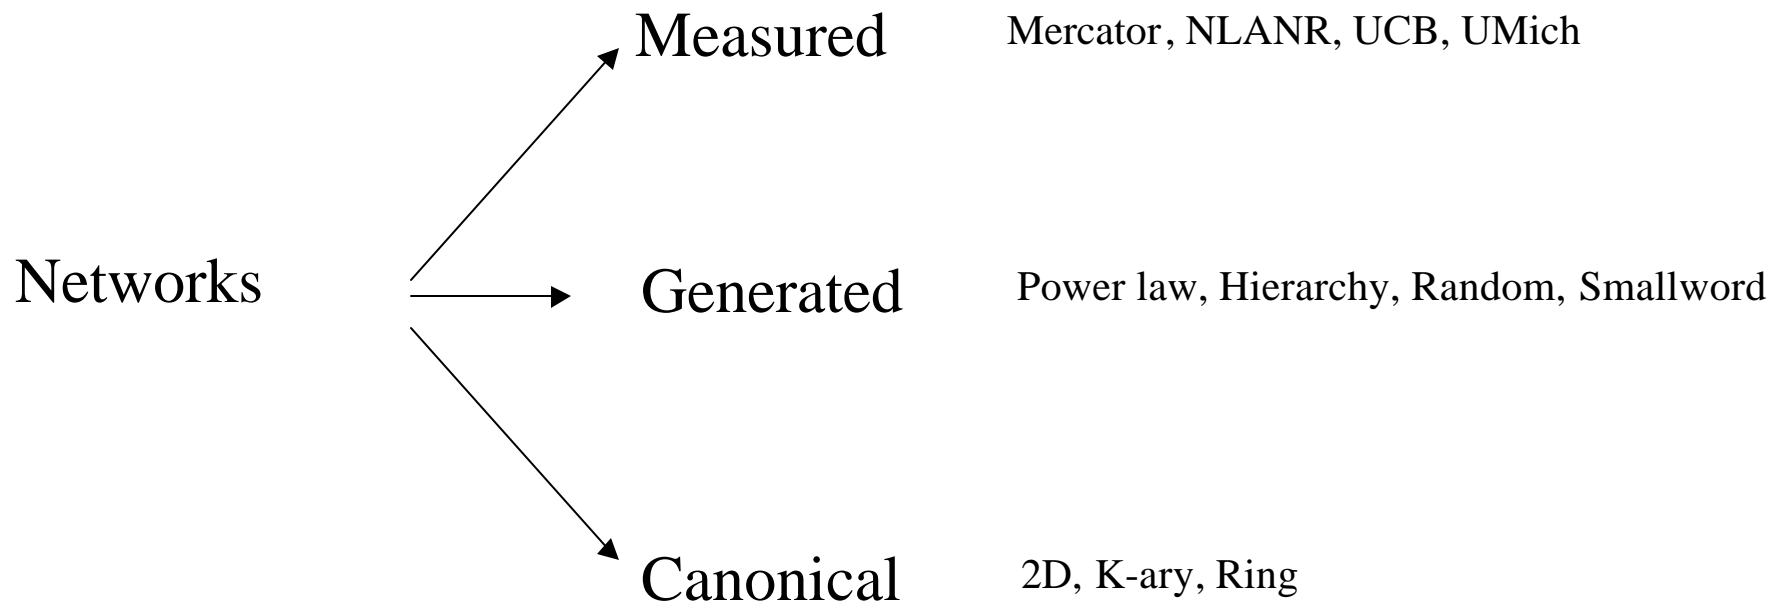 Measured Mercator, NLANR, UCB, UMich
Networks
Generated Power law, Hierarchy, Random, Smallword
Canonical 2D, K-ary, Ring